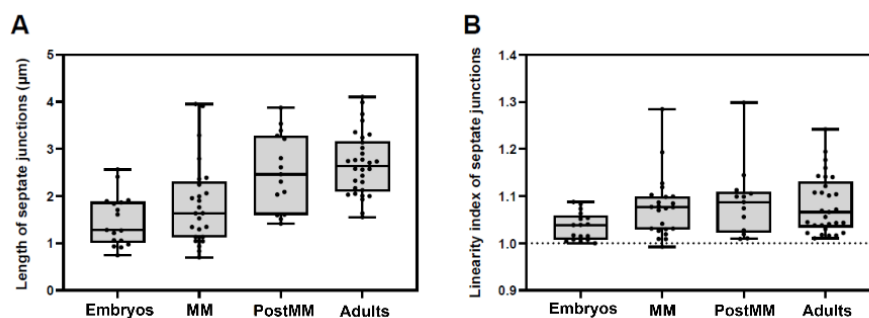 A
Length of septate junctions (µm)
5
4
3
2
1
0
Embryos MM PostMM Adults
B
Linearity index of septate junctions
1.4
1.3
1.2
1.1
1.0
0.9
Embryos MM PostMM Adults